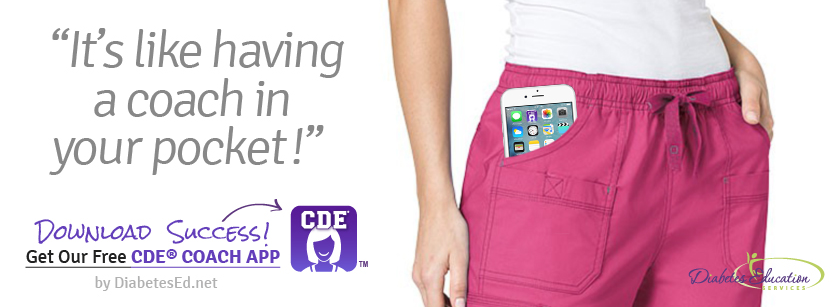 “It’s like having
a coach in
your pocket!”
Download Success!
Get Our Free CDE® COACH APP
CDE
™
by DiabetesEd.net
Diabetes Education
SERVICES